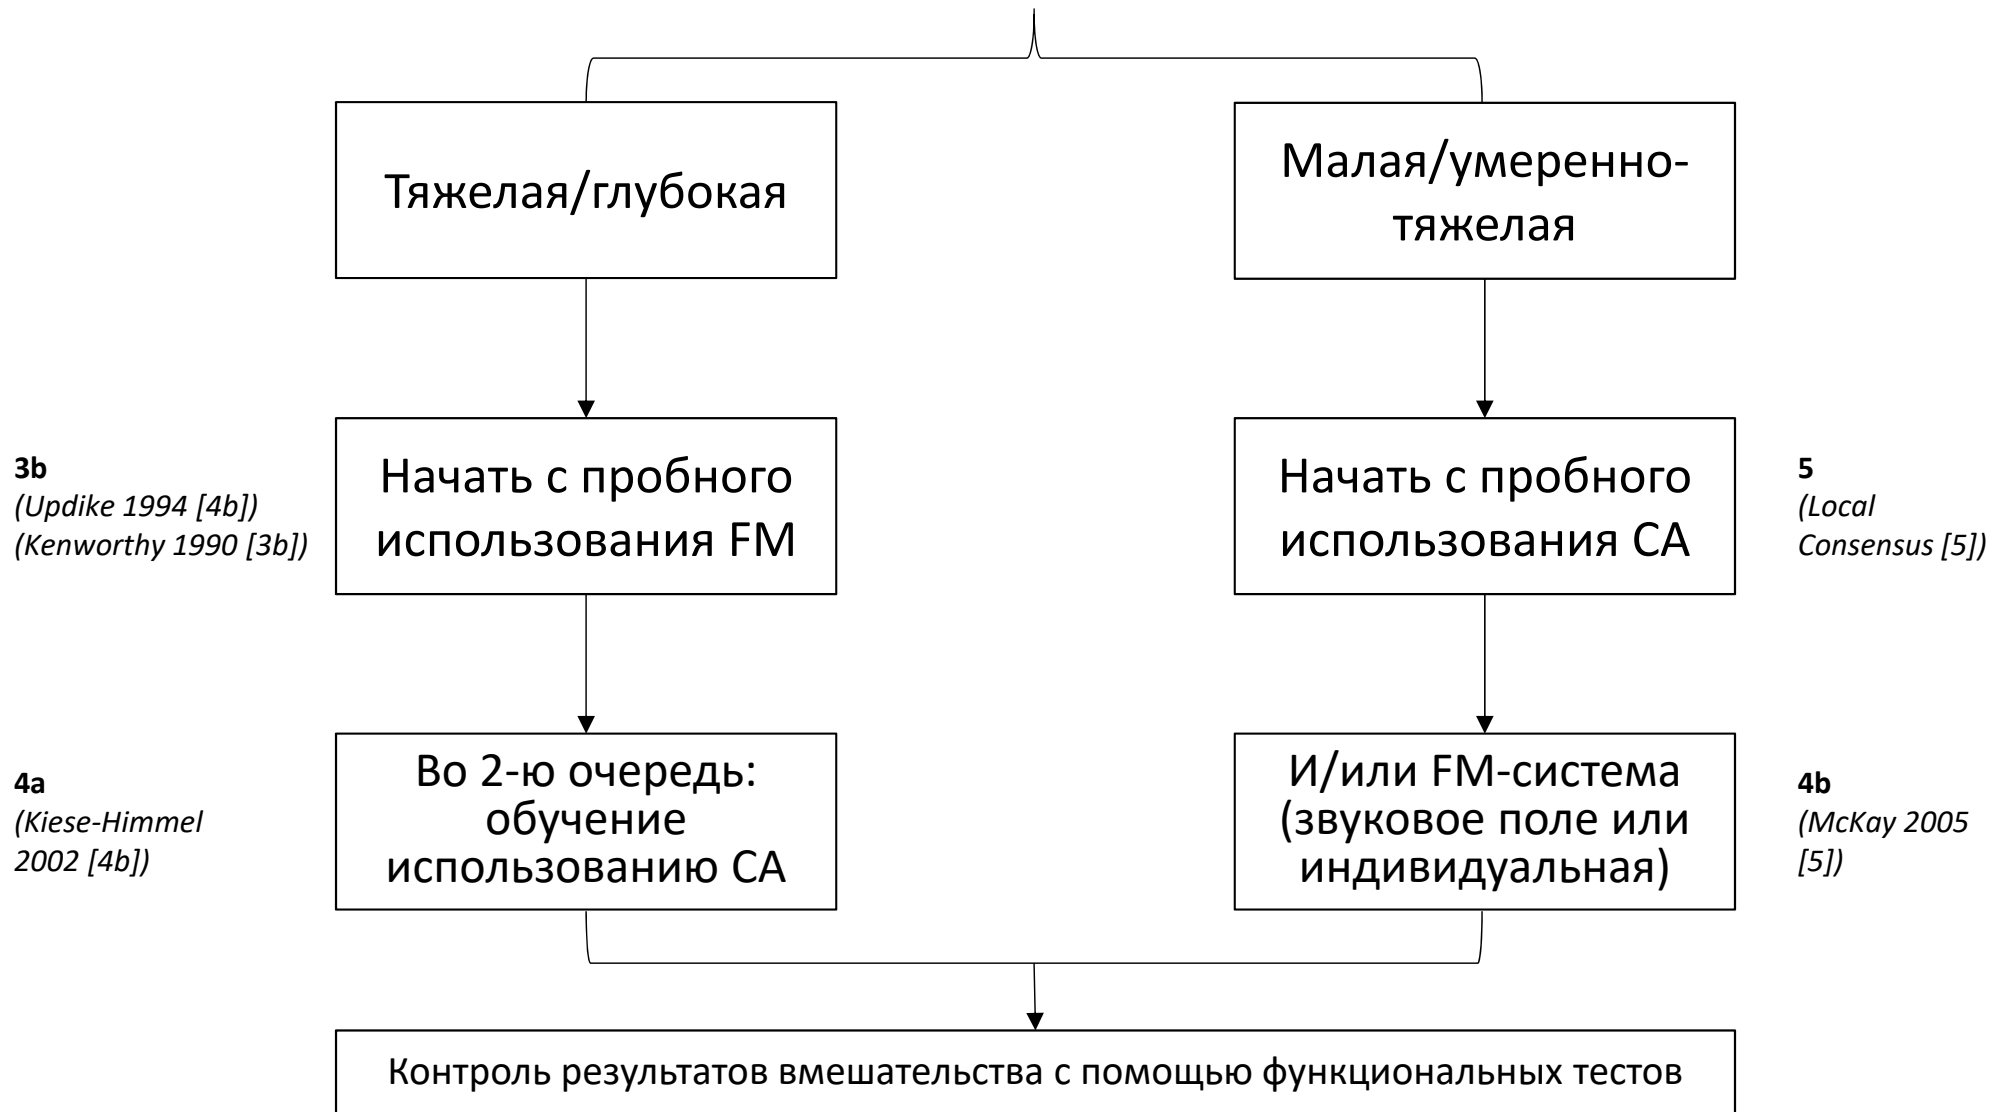 Тяжелая/глубокая
Малая/умеренно-
тяжелая
3b
(Updike 1994 [4b])
(Kenworthy 1990 [3b])
Начать с пробного
использования FM
Начать с пробного
использования СА
5
(Local
Consensus [5])
4a
(Kiese-Himmel
2002 [4b])
Во 2-ю очередь:
обучение
использованию СА
И/или FM-система
(звуковое поле или
индивидуальная)
4b
(McKay 2005
[5])
Контроль результатов вмешательства с помощью функциональных тестов